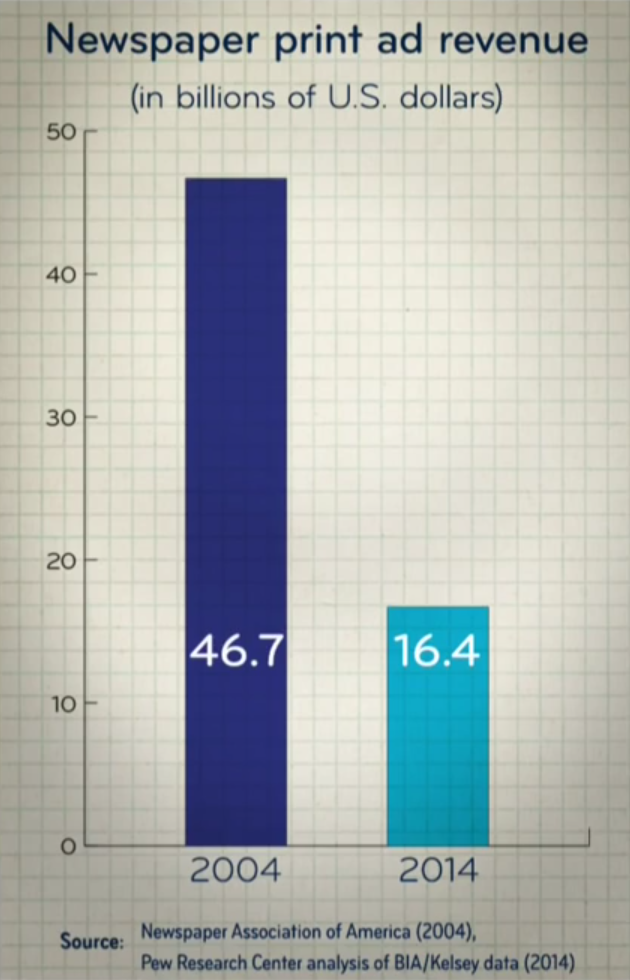 Newspaper print ad revenue
(in billions of U.S. dollars)
50
40
30
20
10
0
46.7
16.4
2004
2014
Source: Newspaper Association of America (2004),
Pew Research Center analysis of BIA/Kelsey data (2014)